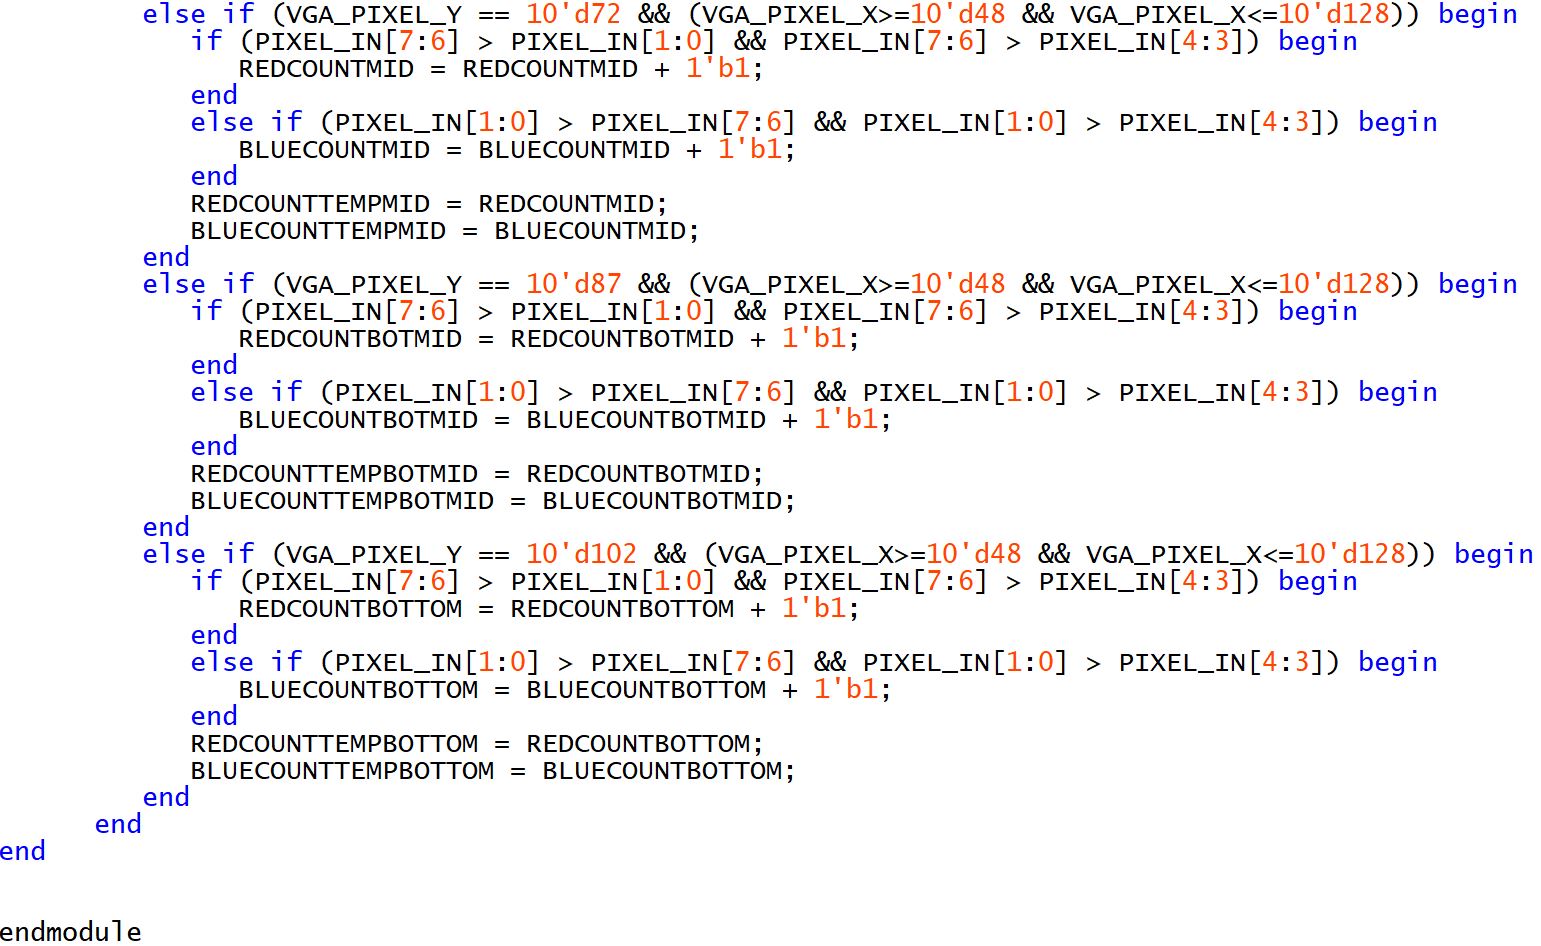 else if (VGA_PIXEL_Y == 10'd72 && (VGA_PIXEL_X>=10'd48 && VGA_PIXEL_X<=10'd128)) begin
if (PIXEL_IN[7:6] > PIXEL_IN[1:0] && PIXEL_IN[7:6] > PIXEL_IN[4:3]) begin
REDCOUNTMID = REDCOUNTMID + 1'b1;
end
else if (PIXEL_IN[1:0] > PIXEL_IN[7:6] && PIXEL_IN[1:0] > PIXEL_IN[4:3]) begin
BLUECOUNTMID = BLUECOUNTMID + 1'b1;
end
REDCOUNTTEMPMID = REDCOUNTMID;
BLUECOUNTTEMPMID = BLUECOUNTMID;
end
else if (VGA_PIXEL_Y == 10'd87 && (VGA_PIXEL_X>=10'd48 && VGA_PIXEL_X<=10'd128)) begin
if (PIXEL_IN[7:6] > PIXEL_IN[1:0] && PIXEL_IN[7:6] > PIXEL_IN[4:3]) begin
REDCOUNTBOTMID = REDCOUNTBOTMID + 1'b1;
end
else if (PIXEL_IN[1:0] > PIXEL_IN[7:6] && PIXEL_IN[1:0] > PIXEL_IN[4:3]) begin
BLUECOUNTBOTMID = BLUECOUNTBOTMID + 1'b1;
end
REDCOUNTTEMPBOTMID = REDCOUNTBOTMID;
BLUECOUNTTEMPBOTMID = BLUECOUNTBOTMID;
end
else if (VGA_PIXEL_Y == 10'd102 && (VGA_PIXEL_X>=10'd48 && VGA_PIXEL_X<=10'd128)) begin
if (PIXEL_IN[7:6] > PIXEL_IN[1:0] && PIXEL_IN[7:6] > PIXEL_IN[4:3]) begin
REDCOUNTBOTTOM = REDCOUNTBOTTOM + 1'b1;
end
else if (PIXEL_IN[1:0] > PIXEL_IN[7:6] && PIXEL_IN[1:0] > PIXEL_IN[4:3]) begin
BLUECOUNTBOTTOM = BLUECOUNTBOTTOM + 1'b1;
end
REDCOUNTTEMPBOTTOM = REDCOUNTBOTTOM;
BLUECOUNTTEMPBOTTOM = BLUECOUNTBOTTOM;
end
end
end
endmodule